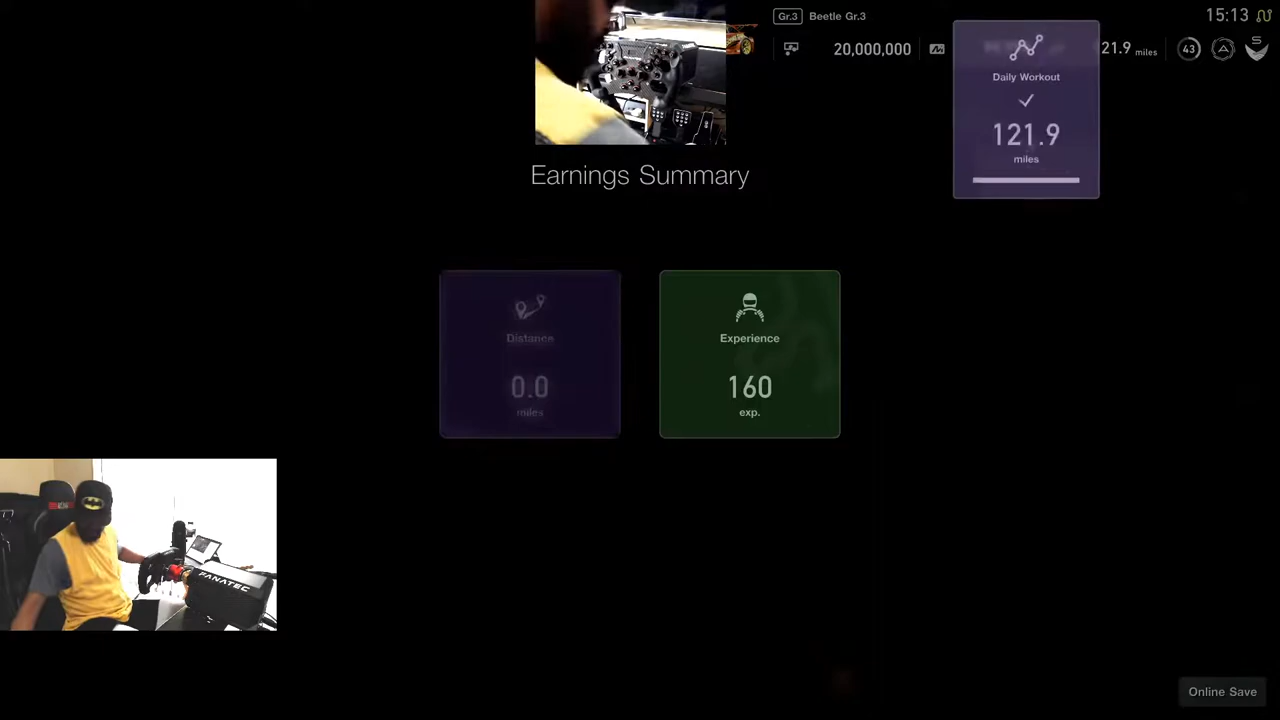 Gr.3 Beetle Gr.3
15:13
20,000,000
21.9 miles
43
A
S
Daily Workout
121.9
miles
Earnings Summary
Distance
0.0
miles
Experience
160
exp.
FANATEC
Online Save